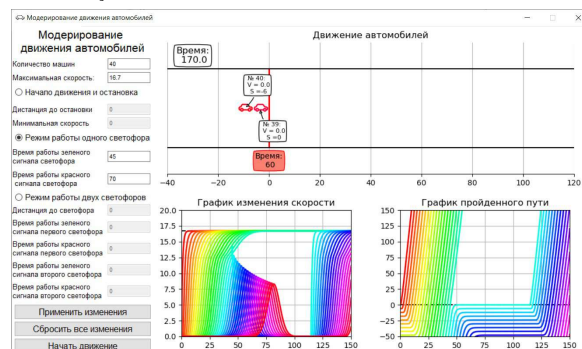 Модерирование движения автомобилей
Модерирование
движения автомобилей
Количество машин
40
Максимальная скорость:
16.7
Начало движения и остановка
Дистанция до остановки
0
Минимальная скорость
0
Режим работы одного светофора
Время работы зеленого
сигнала светофора
45
Время работы красного
сигнала светофора
70
Режим работы двух светофоров
Дистанция до светофора
0
Время работы зеленого
сигнала первого светофора
0
Время работы красного
сигнала первого светофора
0
Время работы зеленого
сигнала второго светофора
0
Время работы красного
сигнала второго светофора
0
Применить изменения
Сбросить все изменения
Начать движение
Движение автомобилей
Время:
170.0
№ 40:
V = 0.0
S =-6
№ 39:
V = 0.0
S =0
Время:
60
−40 −20 0 20 40 60 80 100 120
График изменения скорости
20.0
17.5
15.0
12.5
10.0
7.5
5.0
2.5
0.0
0 25 50 75 100 125 150
График пройденного пути
150
125
100
75
50
25
0
−25
−50
0 25 50 75 100 125 150